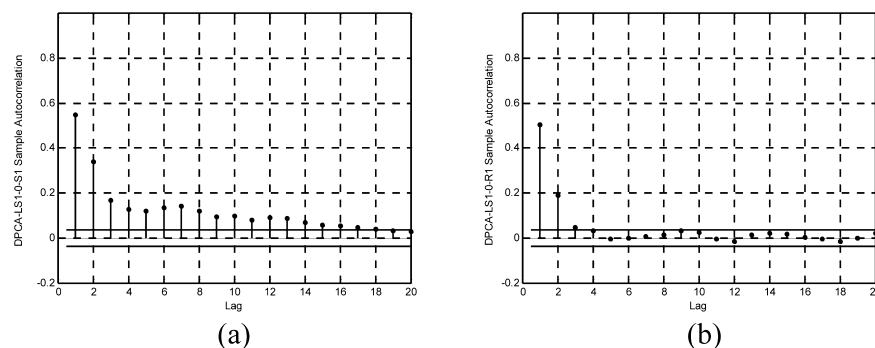 DPCA-LS1-0-S1 Sample Autocorrelation
0.8
0.6
0.4
0.2
0
-0.2
0 2 4 6 8 10 12 14 16 18 20
Lag
(a)
DPCA-LS1-0-R1 Sample Autocorrelation
0.8
0.6
0.4
0.2
0
-0.2
0 2 4 6 8 10 12 14 16 18 20
Lag
(b)